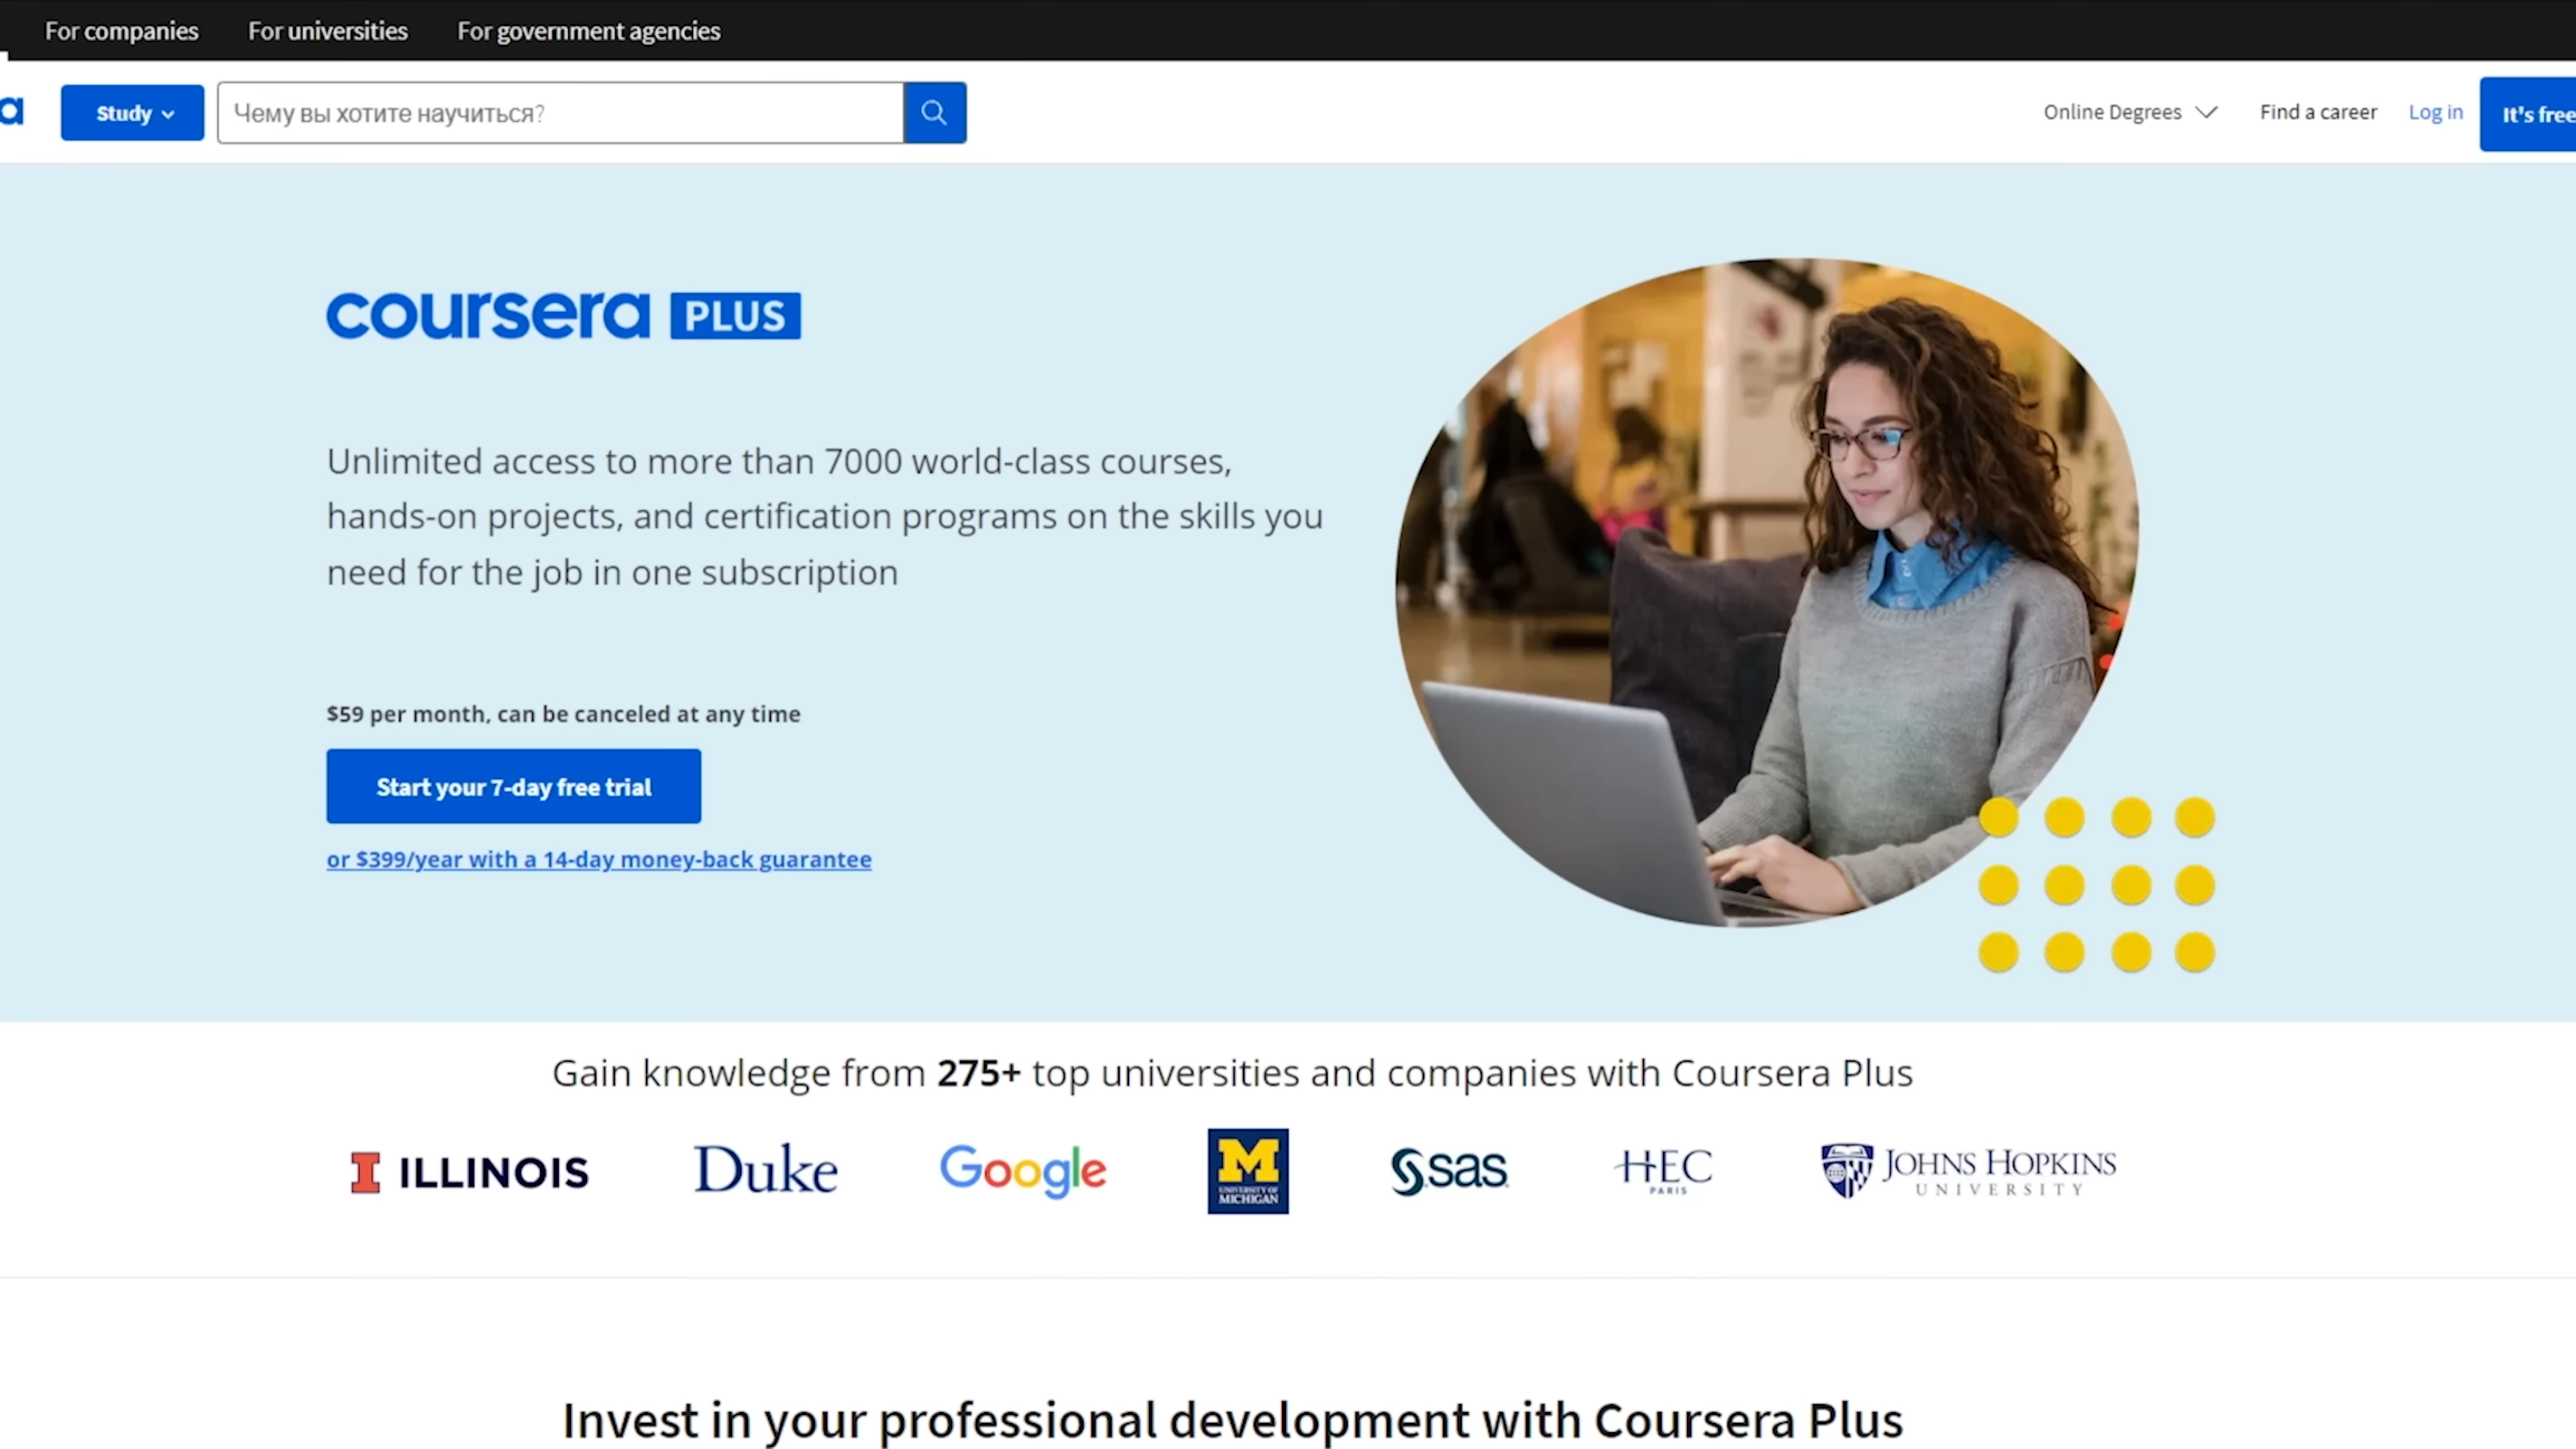 For companies For universities For government agencies
a Study Чему вы хотите научиться? Online Degrees Find a career Log in It's free
coursera PLUS
Unlimited access to more than 7000 world-class courses,
hands-on projects, and certification programs on the skills you
need for the job in one subscription
$59 per month, can be canceled at any time
Start your 7-day free trial
or $399/year with a 14-day money-back guarantee
Gain knowledge from 275+ top universities and companies with Coursera Plus
I ILLINOIS Duke Google M UNIVERSITY OF MICHIGAN sas HEC PARIS JOHNS HOPKINS UNIVERSITY
Invest in your professional development with Coursera Plus